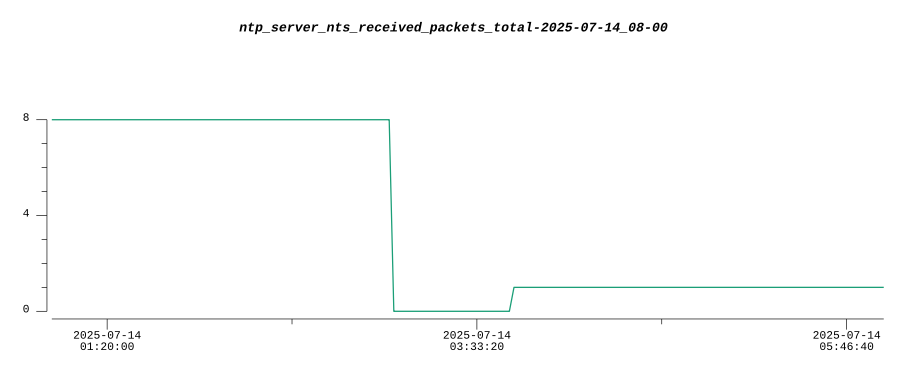 ntp_server_nts_received_packets_total-2025-07-14_08-00
8
4
0
2025-07-14 2025-07-14 2025-07-14
01:20:00 03:33:20 05:46:40